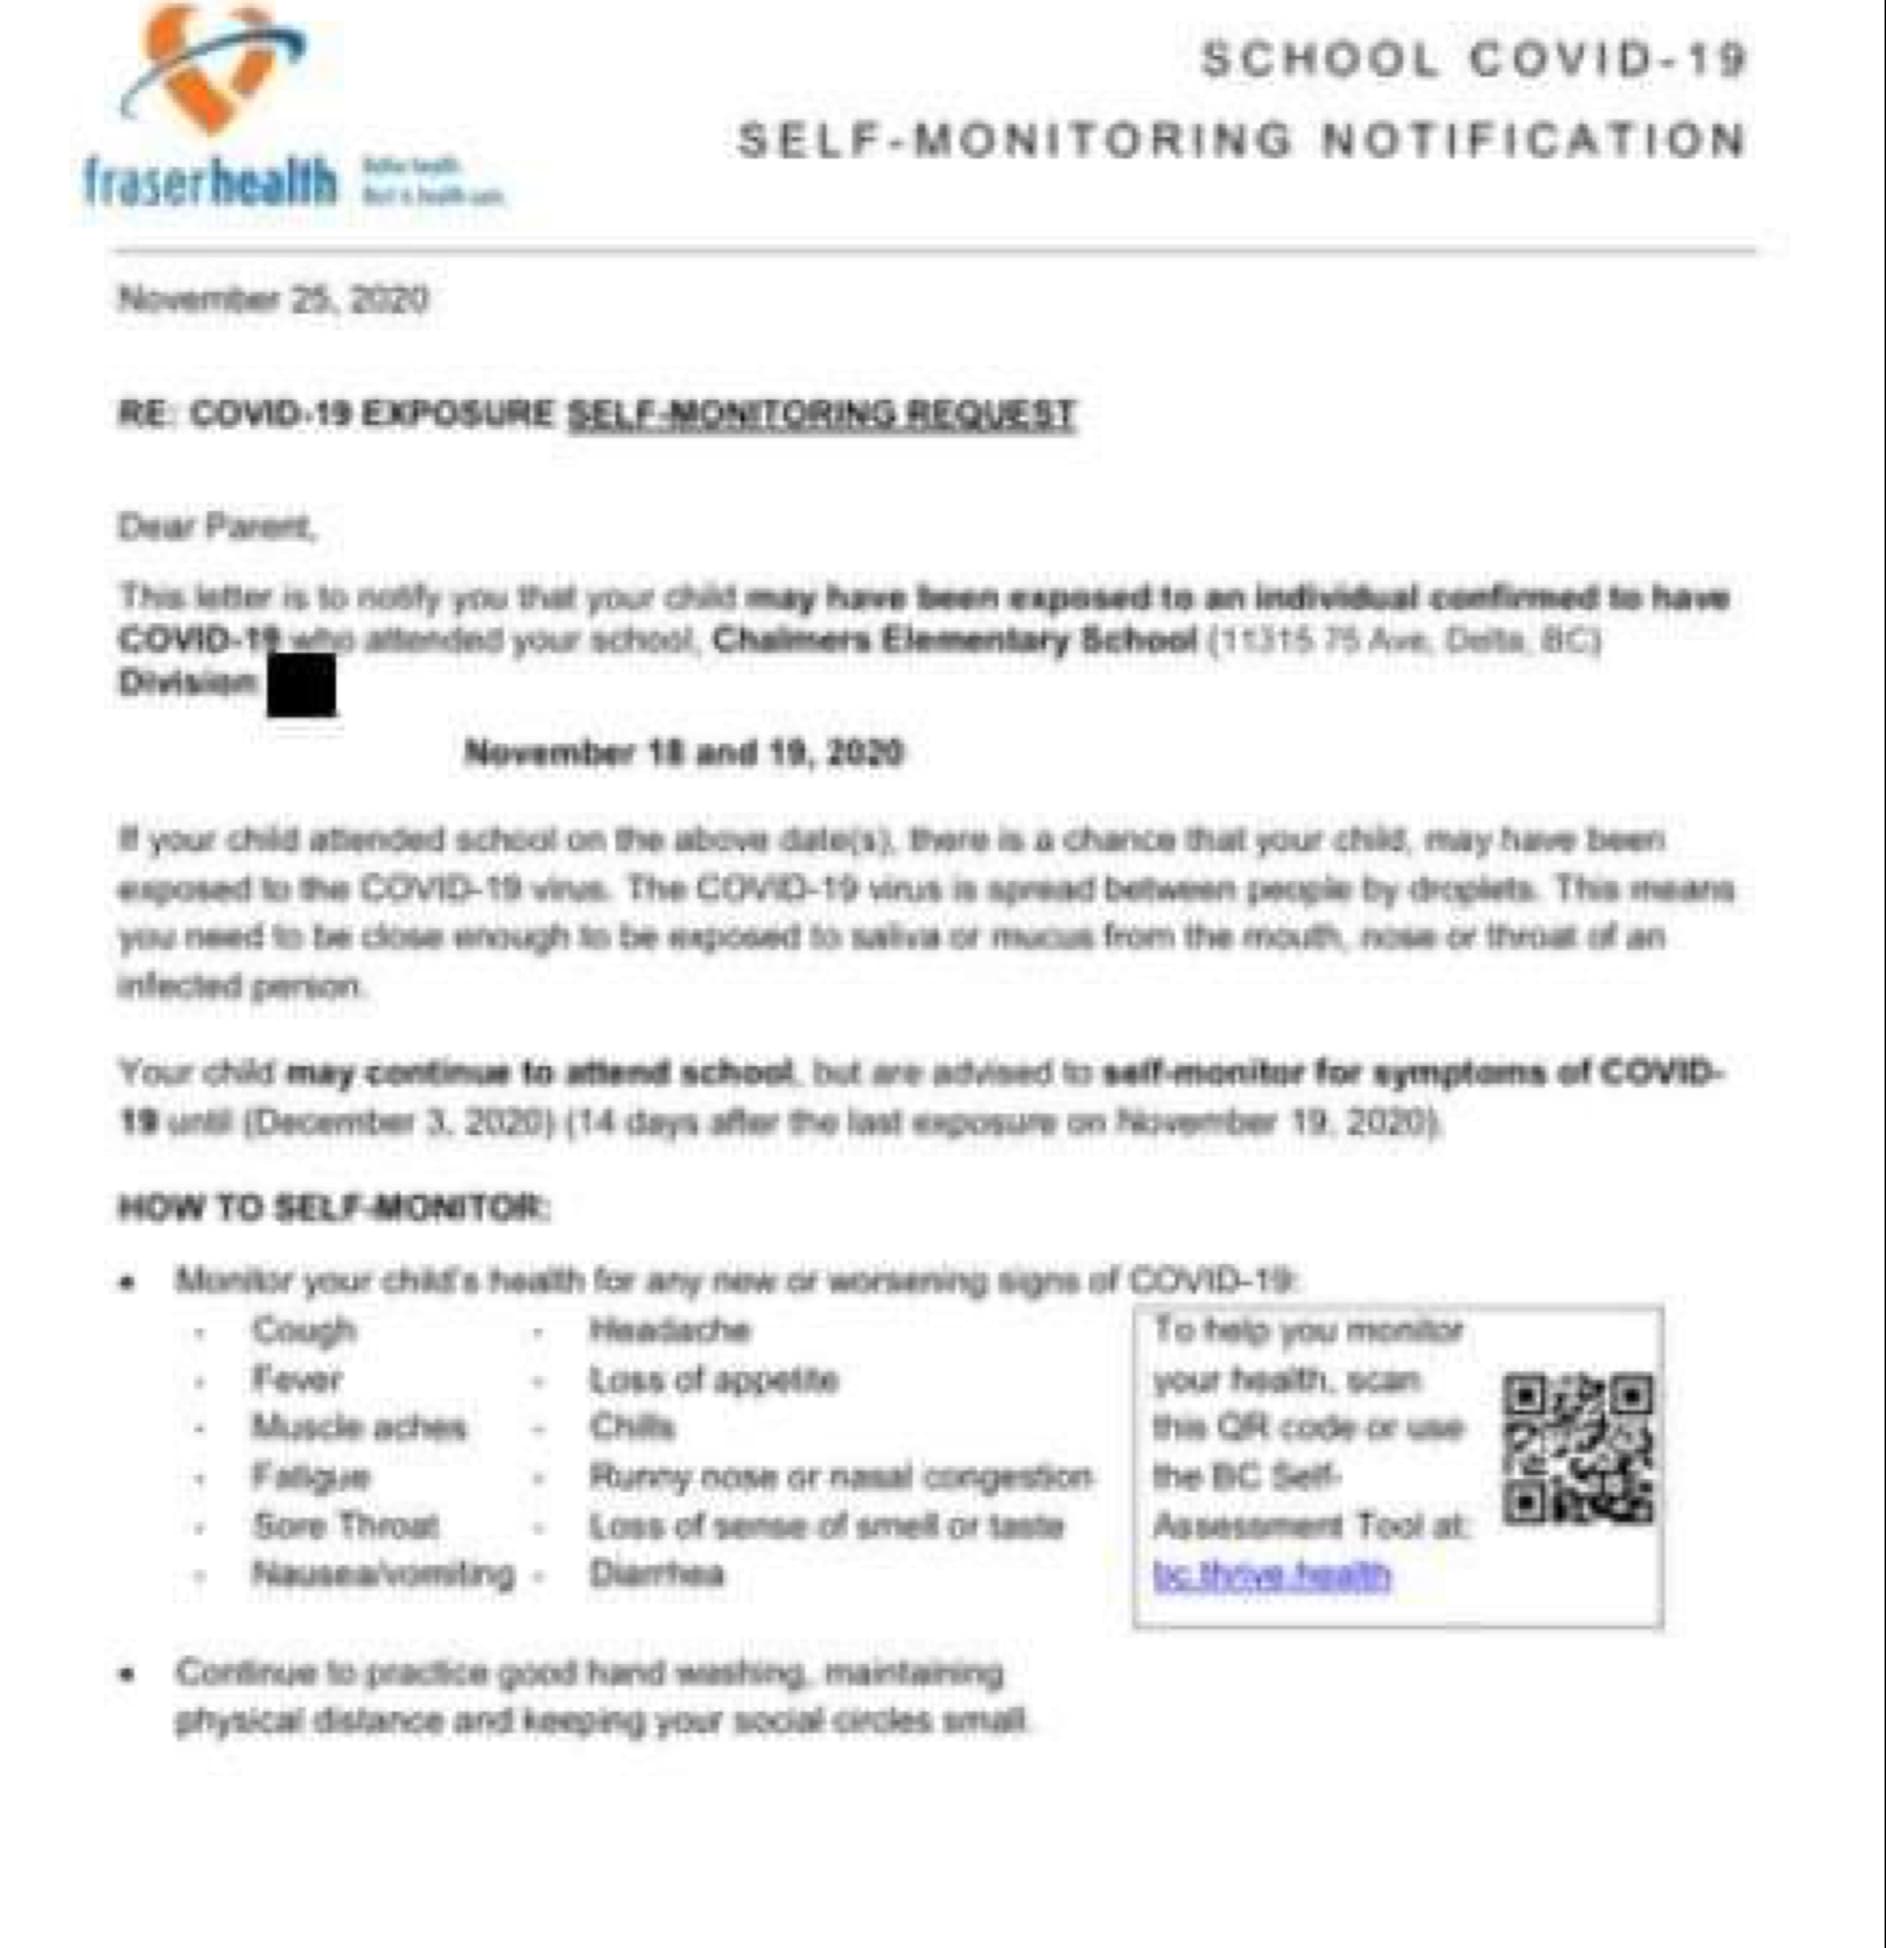 SCHOOL COVID-19
SELF-MONITORING NOTIFICATION
fraserhealth
Better health.
Best in health care.
November 25, 2020
RE: COVID-19 EXPOSURE SELF-MONITORING REQUEST
Dear Parent,
This letter is to notify you that your child may have been exposed to an individual confirmed to have
COVID-19 who attended your school, Chalmers Elementary School (11315 75 Ave, Delta, BC)
Division
November 18 and 19, 2020
If your child attended school on the above date(s), there is a chance that your child, may have been
exposed to the COVID-19 virus. The COVID-19 virus is spread between people by droplets. This means
you need to be close enough to be exposed to saliva or mucus from the mouth, nose or throat of an
infected person.
Your child may continue to attend school, but are advised to self-monitor for symptoms of COVID-
19 until (December 3, 2020) (14 days after the last exposure on November 19, 2020).
HOW TO SELF-MONITOR:
• Monitor your child's health for any new or worsening signs of COVID-19:
- Cough - Headache
- Fever - Loss of appetite
- Muscle aches - Chills
- Fatigue - Runny nose or nasal congestion
- Sore Throat - Loss of sense of smell or taste
- Nausea/vomiting - Diarrhea
To help you monitor
your health, scan
this QR code or use
the BC Self-
Assessment Tool at:
bc.thrive.health
• Continue to practice good hand washing, maintaining
physical distance and keeping your social circles small.